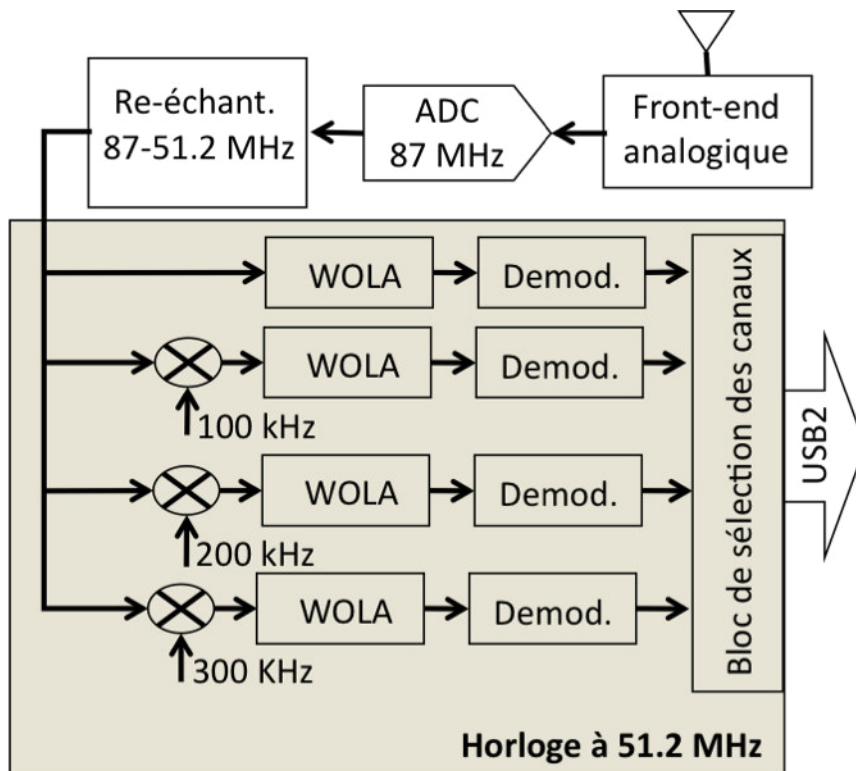 Re-échant.
87-51.2 MHz
ADC
87 MHz
Front-end
analogique
WOLA
Demod.
WOLA
Demod.
100 kHz
WOLA
Demod.
200 kHz
WOLA
Demod.
300 KHz
Bloc de sélection des canaux
USB2
Horloge à 51.2 MHz